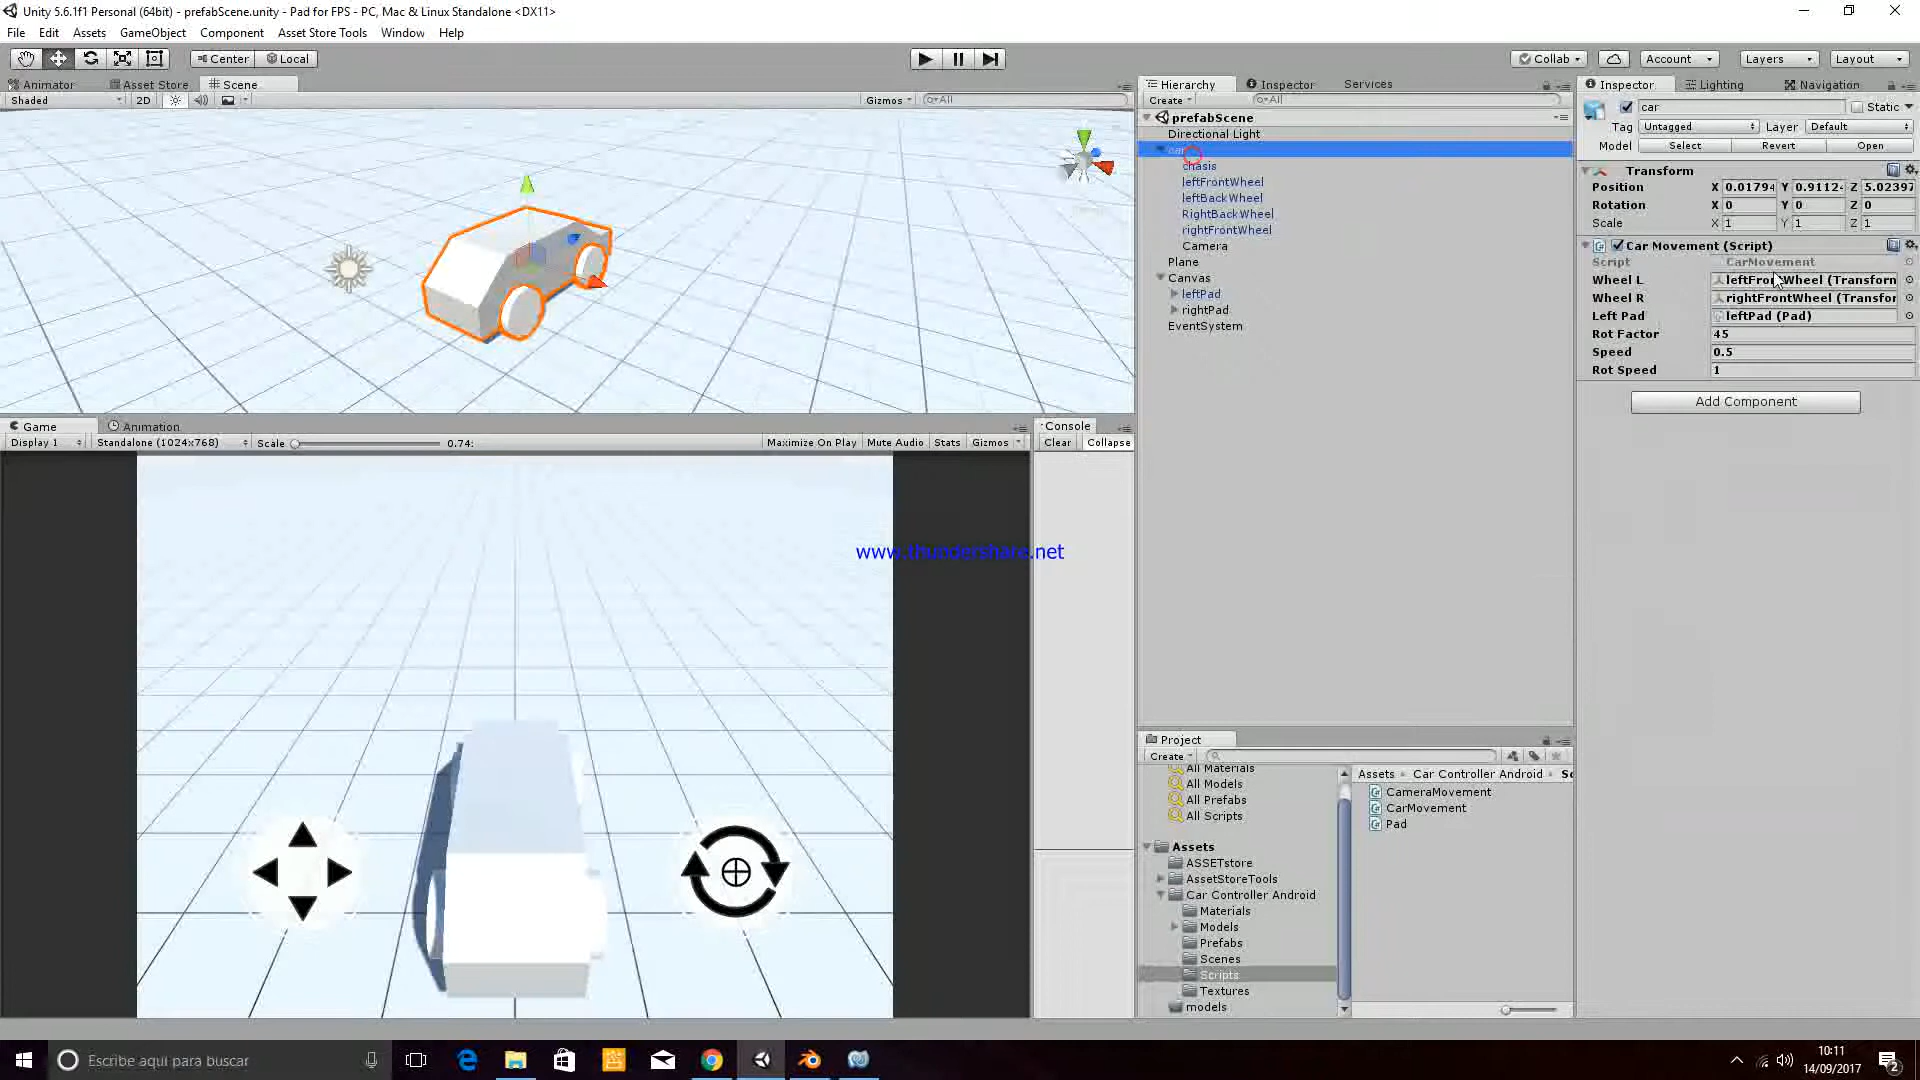 Unity 5.6.1f1 Personal (64bit) - prefabScene.unity - Pad for FPS - PC, Mac & Linux Standalone <DX11>
File Edit Assets GameObject Component Asset Store Tools Window Help
Center Local
Collab Account Layers Layout
Animator Asset Store Scene
Shaded 2D Gizmos All
Hierarchy Inspector Services
Create All
prefabScene
Directional Light
chasis
leftFrontWheel
leftBackWheel
RightBackWheel
rightFrontWheel
Camera
Plane
Canvas
leftPad
rightPad
EventSystem
Inspector Lighting Navigation
car Static
Tag Untagged Layer Default
Model Select Revert Open
Transform
Position X 0.01794 Y 0.9112 Z 5.02397
Rotation X 0 Y 0 Z 0
Scale X 1 Y 1 Z 1
Car Movement (Script)
Script CarMovement
Wheel L leftFrontWheel (Transform
Wheel R rightFrontWheel (Transfor
Left Pad leftPad (Pad)
Rot Factor 45
Speed 0.5
Rot Speed 1
Add Component
Game Animation
Display 1 Standalone (1024x768) Scale 0.74: Maximize On Play Mute Audio Stats Gizmos
Console
Clear Collapse
www.thundershare.net
Project
Create
All Materials
All Models
All Prefabs
All Scripts
Assets
ASSETstore
AssetStoreTools
Car Controller Android
Materials
Models
Prefabs
Scenes
Scripts
Textures
models
Assets Car Controller Android Sc
CameraMovement
CarMovement
Pad
Escribe aquí para buscar
10:11
14/09/2017
2